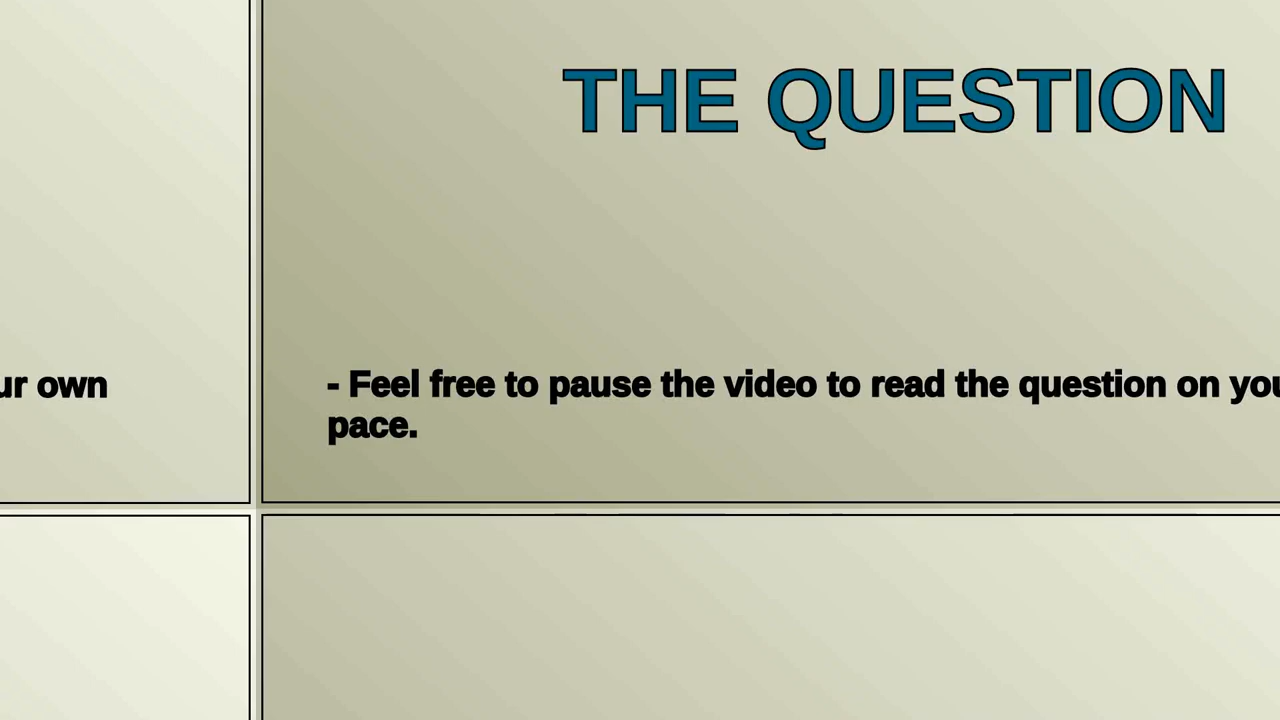 THE QUESTION
ur own
- Feel free to pause the video to read the question on you
pace.